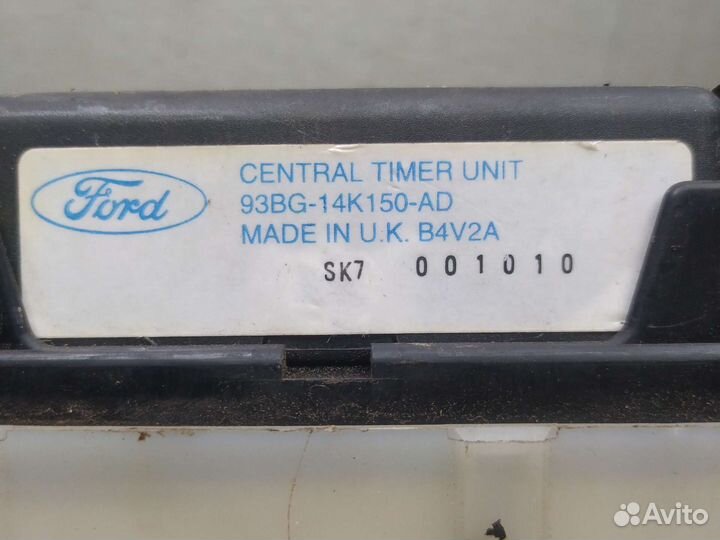 Ford
CENTRAL TIMER UNIT
93BG-14K150-AD
MADE IN U.K. B4V2A
SK7 001010
Avito